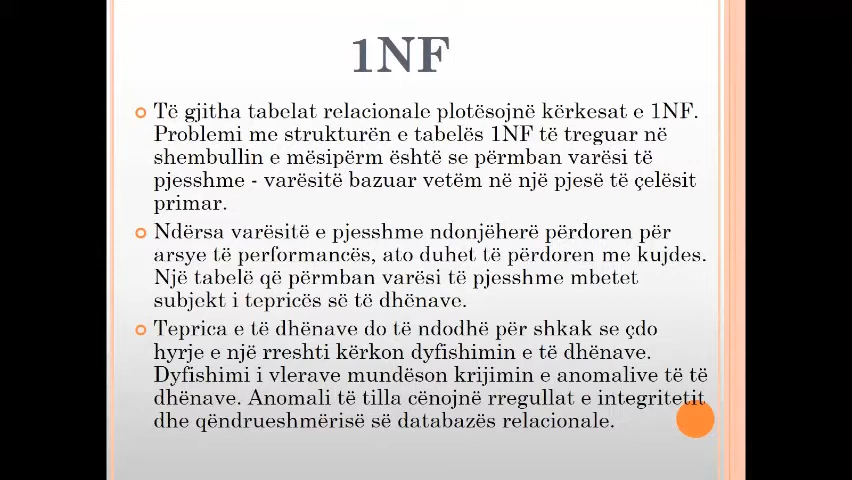 1NF
Të gjitha tabelat relacionale plotësojnë kërkesat e 1NF.
Problemi me strukturën e tabelës 1NF të treguar në
shembullin e mësipërm është se përmban varësi të
pjesshme - varësitë bazuar vetëm në një pjesë të çelësit
primar.
Ndërsa varësitë e pjesshme ndonjëherë përdoren për
arsye të performancës, ato duhet të përdoren me kujdes.
Një tabelë që përmban varësi të pjesshme mbetet
subjekt i tepricës së të dhënave.
Teprica e të dhënave do të ndodhë për shkak se çdo
hyrje e një rreshti kërkon dyfishimin e të dhënave.
Dyfishimi i vlerave mundëson krijimin e anomalive të të
dhënave. Anomali të tilla cënojnë rregullat e integritetit
dhe qëndrueshmërisë së databazës relacionale.